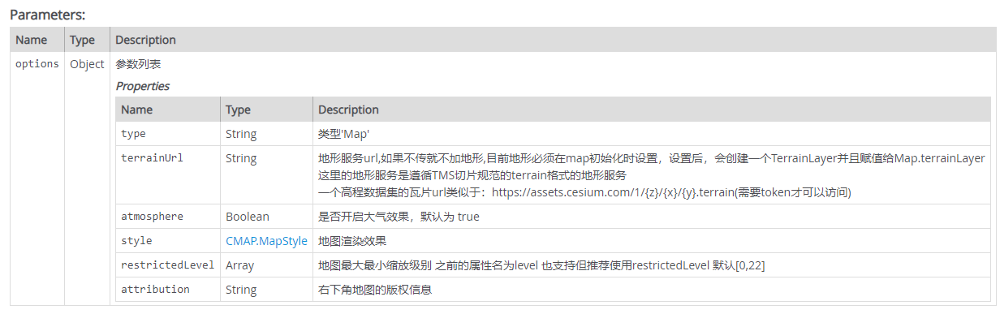 Parameters:
Name Type Description
options Object 参数列表
Properties
Name Type Description
type String 类型'Map'
terrainUrl String 地形服务url,如果不传就不加地形,目前地形必须在map初始化时设置，设置后，会创建一个TerrainLayer并且赋值给Map.terrainLayer
这里的地形服务是遵循TMS切片规范的terrain格式的地形服务
一个高程数据集的瓦片url类似于：https://assets.cesium.com/1/{z}/{x}/{y}.terrain(需要token才可以访问)
atmosphere Boolean 是否开启大气效果，默认为 true
style CMAP.MapStyle 地图渲染效果
restrictedLevel Array 地图最大最小缩放级别 之前的属性名为level 也支持但推荐使用restrictedLevel 默认[0,22]
attribution String 右下角地图的版权信息